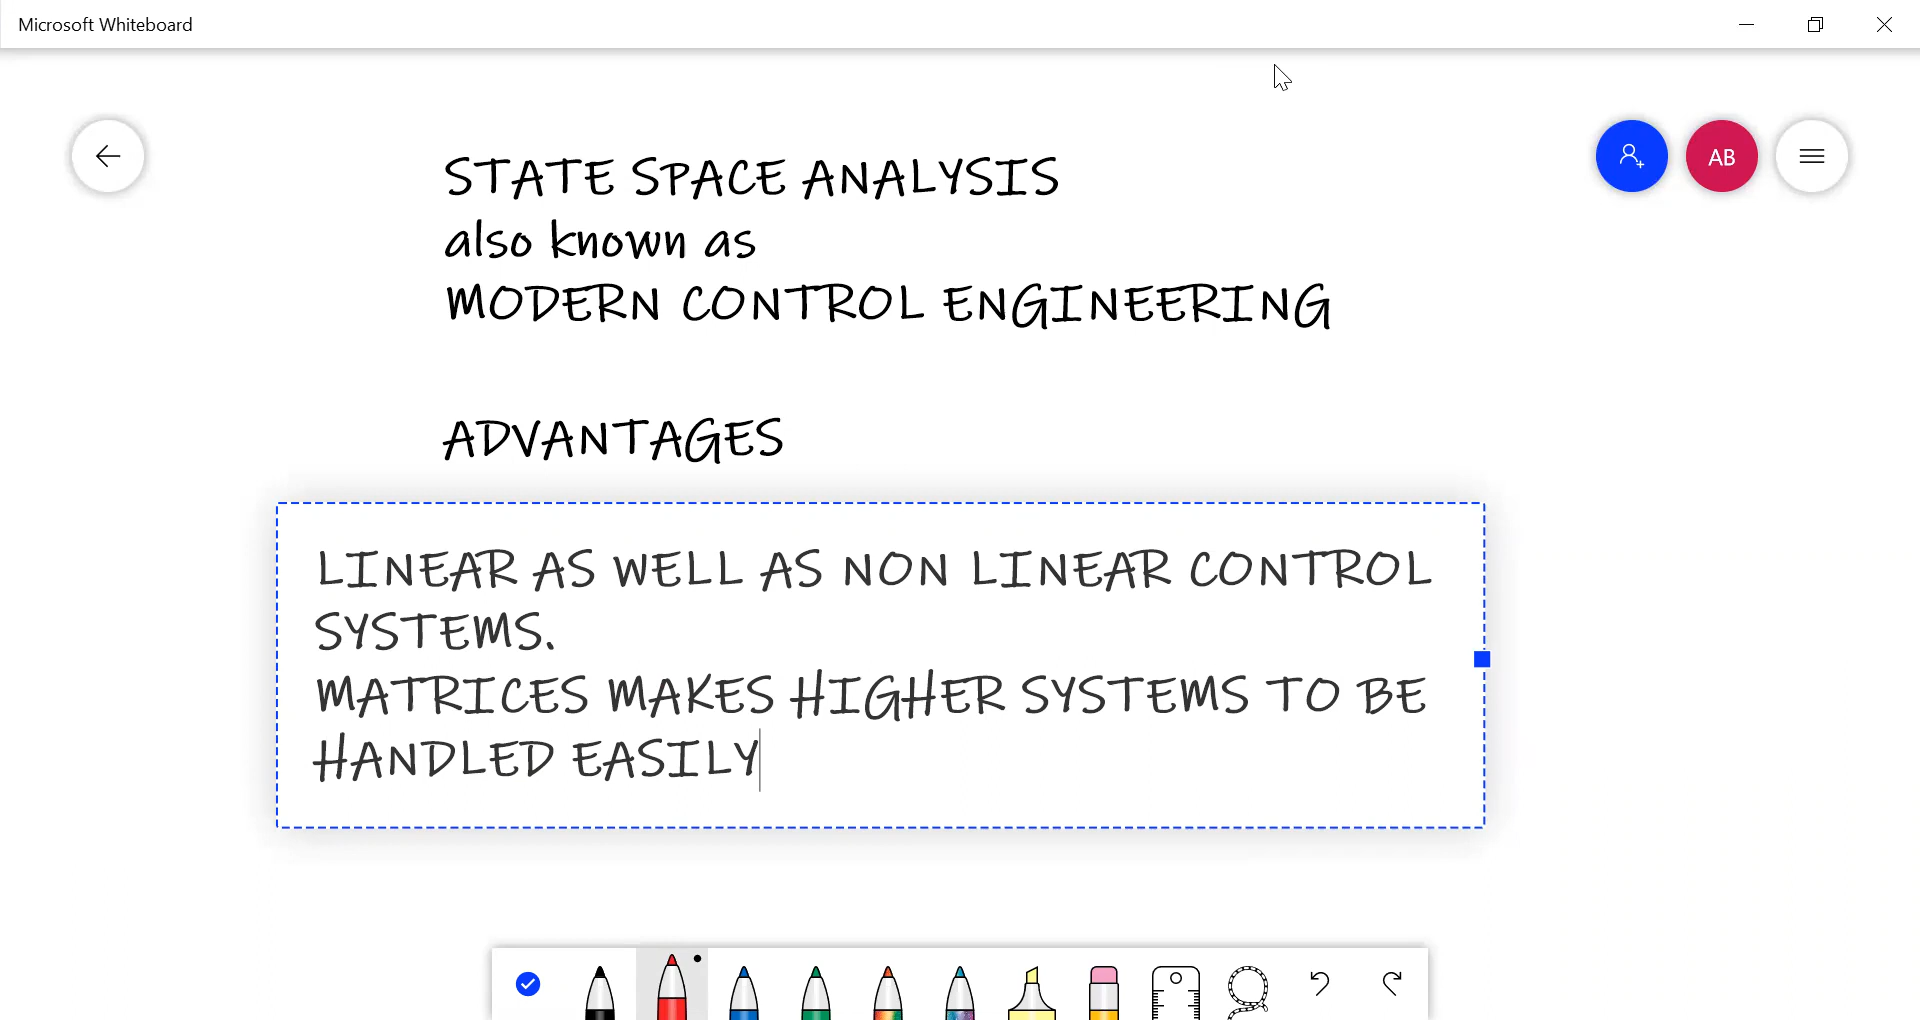 Microsoft Whiteboard
AB
STATE SPACE ANALYSIS
also known as
MODERN CONTROL ENGINEERING
ADVANTAGES
LINEAR AS WELL AS NON LINEAR CONTROL
SYSTEMS.
MATRICES MAKES HIGHER SYSTEMS TO BE
HANDLED EASILY